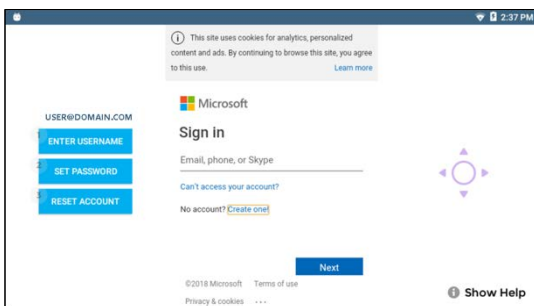 2:37 PM
This site uses cookies for analytics, personalized
content and ads. By continuing to browse this site, you agree
to this use.
Learn more
Microsoft
Sign in
Email, phone, or Skype
Can't access your account?
No account? Create one!
Next
©2018 Microsoft Terms of use
Privacy & cookies ...
USER@DOMAIN.COM
1 ENTER USERNAME
2 SET PASSWORD
3 RESET ACCOUNT
Show Help